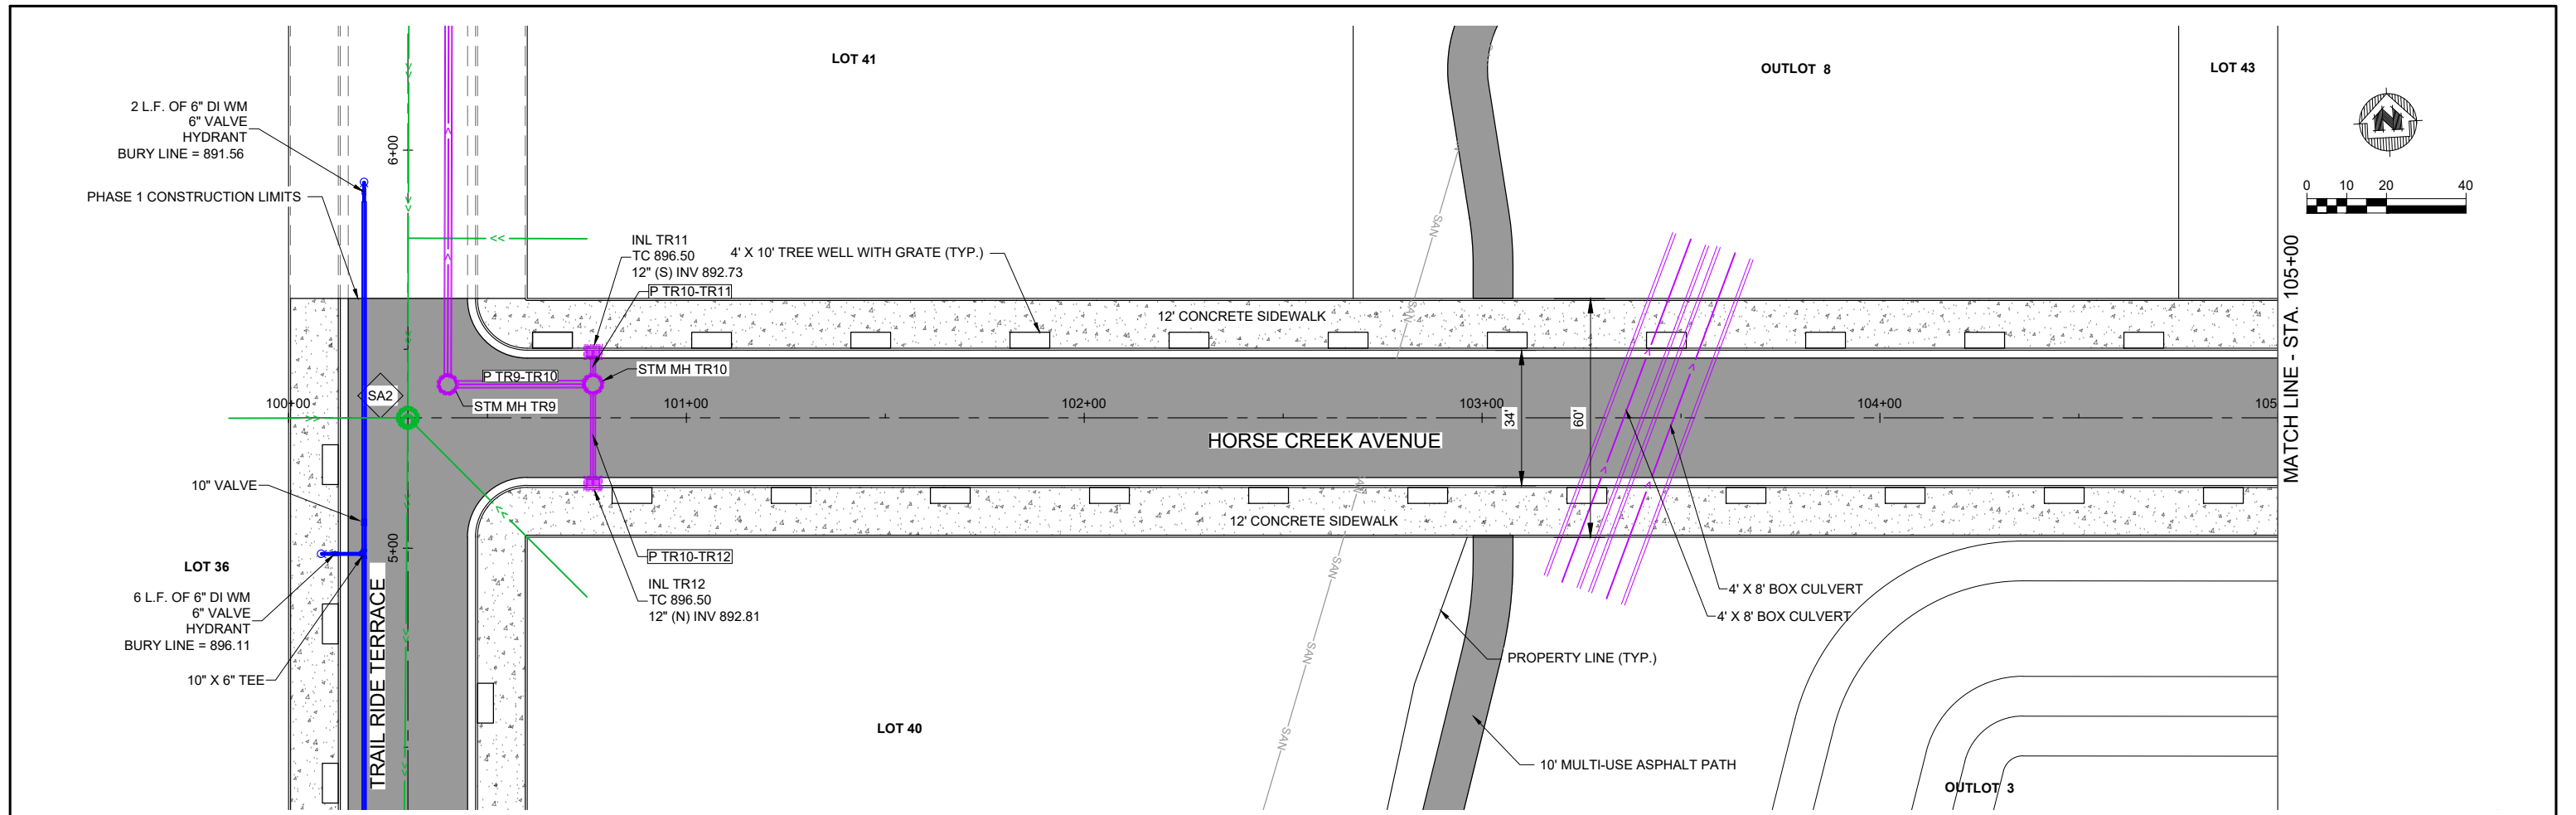 LOT 41
OUTLOT 8
LOT 43
N
0 10 20 40
2 L.F. OF 6" DI WM
6" VALVE
HYDRANT
BURY LINE = 891.56
6+00
PHASE 1 CONSTRUCTION LIMITS
INL TR11
TC 896.50
12" (S) INV 892.73
P TR10-TR11
4' X 10' TREE WELL WITH GRATE (TYP.)
SAN
SAN
12' CONCRETE SIDEWALK
STM MH TR10
P TR9-TR10
STM MH TR9
SA2
100+00
101+00
102+00
103+00
104+00
105
34'
60'
HORSE CREEK AVENUE
MATCH LINE - STA. 105+00
10" VALVE
SAN
12' CONCRETE SIDEWALK
5+00
P TR10-TR12
INL TR12
TC 896.50
12" (N) INV 892.81
LOT 36
6 L.F. OF 6" DI WM
6" VALVE
HYDRANT
BURY LINE = 896.11
10" X 6" TEE
TRAIL RIDE TERRACE
SAN
SAN
SAN
4' X 8' BOX CULVERT
4' X 8' BOX CULVERT
PROPERTY LINE (TYP.)
LOT 40
10' MULTI-USE ASPHALT PATH
OUTLOT 3